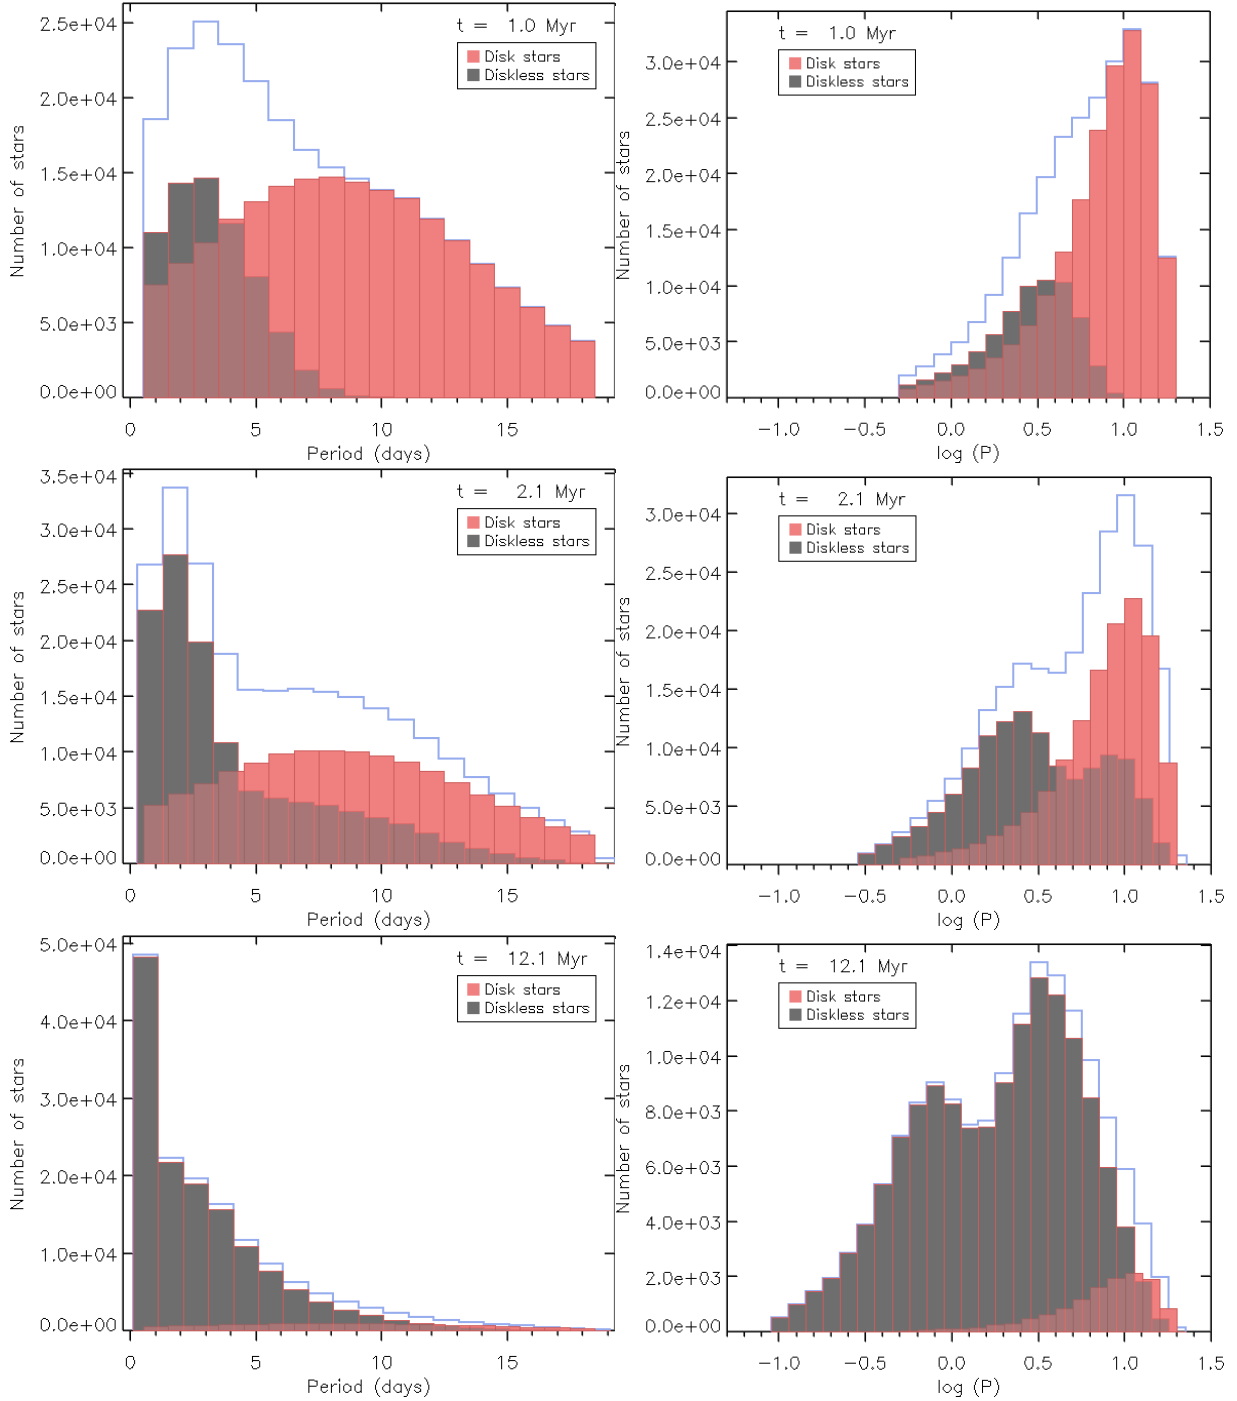 2.5e+04
2.0e+04
1.5e+04
1.0e+04
5.0e+03
0.0e+00
Number of stars
t = 1.0 Myr
Disk stars
Diskless stars
0 5 10 15
Period (days)
3.0e+04
2.5e+04
2.0e+04
1.5e+04
1.0e+04
5.0e+03
0.0e+00
Number of stars
t = 1.0 Myr
Disk stars
Diskless stars
−1.0 −0.5 0.0 0.5 1.0 1.5
log (P)
3.5e+04
3.0e+04
2.5e+04
2.0e+04
1.5e+04
1.0e+04
5.0e+03
0.0e+00
Number of stars
t = 2.1 Myr
Disk stars
Diskless stars
0 5 10 15
Period (days)
3.0e+04
2.5e+04
2.0e+04
1.5e+04
1.0e+04
5.0e+03
0.0e+00
Number of stars
t = 2.1 Myr
Disk stars
Diskless stars
−1.0 −0.5 0.0 0.5 1.0 1.5
log (P)
5.0e+04
4.0e+04
3.0e+04
2.0e+04
1.0e+04
0.0e+00
Number of stars
t = 12.1 Myr
Disk stars
Diskless stars
0 5 10 15
Period (days)
1.4e+04
1.2e+04
1.0e+04
8.0e+03
6.0e+03
4.0e+03
2.0e+03
0.0e+00
Number of stars
t = 12.1 Myr
Disk stars
Diskless stars
−1.0 −0.5 0.0 0.5 1.0 1.5
log (P)